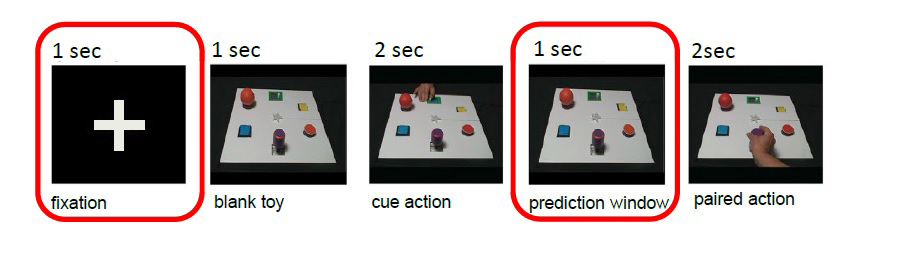 1 sec
1 sec
2 sec
1 sec
2sec
fixation
blank toy
cue action
prediction window
paired action